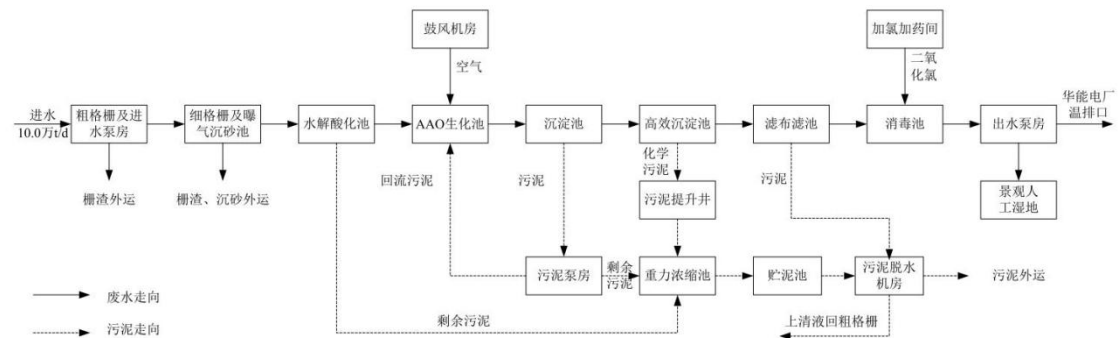 鼓风机房
加氯加药间
空气
二氧
化氯
进水
10.0万t/d
粗格栅及进
水泵房
细格栅及曝
气沉砂池
水解酸化池
AAO生化池
沉淀池
高效沉淀池
滤布滤池
消毒池
出水泵房
华能电厂
温排口
栅渣外运
栅渣、沉砂外运
回流污泥
污泥
化学
污泥
污泥提升井
污泥
景观人
工湿地
污泥泵房
剩余
污泥
重力浓缩池
贮泥池
污泥脱水
机房
污泥外运
废水走向
污泥走向
剩余污泥
上清液回粗格栅